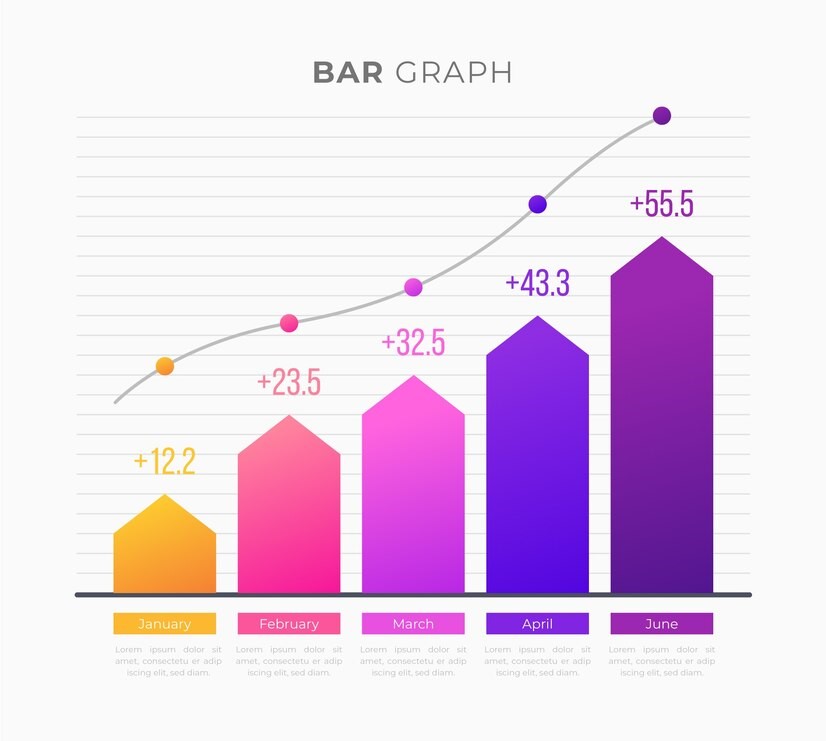 BAR GRAPH
+55.5
+43.3
+32.5
+23.5
+12.2
January February March April June
Lorem ipsum dolor sit Lorem ipsum dolor sit Lorem ipsum dolor sit Lorem ipsum dolor sit Lorem ipsum dolor sit
amet, consectetu er adip amet, consectetu er adip amet, consectetu er adip amet, consectetu er adip amet, consectetu er adip
iscing elit, sed diam. iscing elit, sed diam. iscing elit, sed diam. iscing elit, sed diam. iscing elit, sed diam.